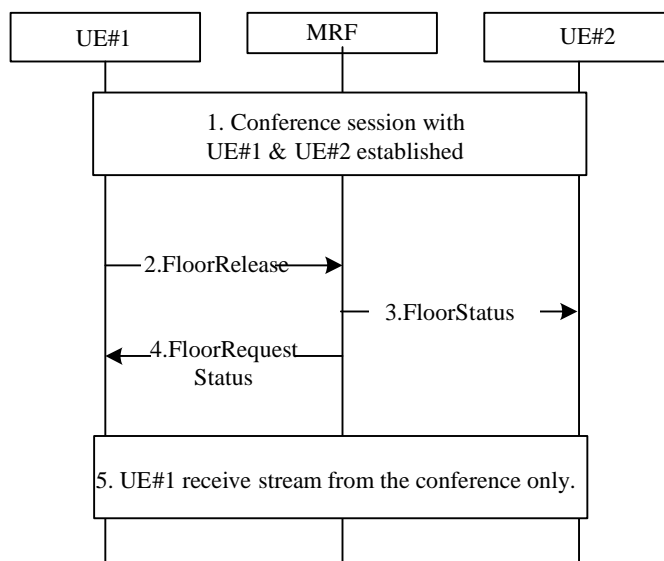 UE#1
MRF
UE#2
1. Conference session with
UE#1 & UE#2 established
2.FloorRelease
3.FloorStatus
4.FloorRequest
Status
5. UE#1 receive stream from the conference only.